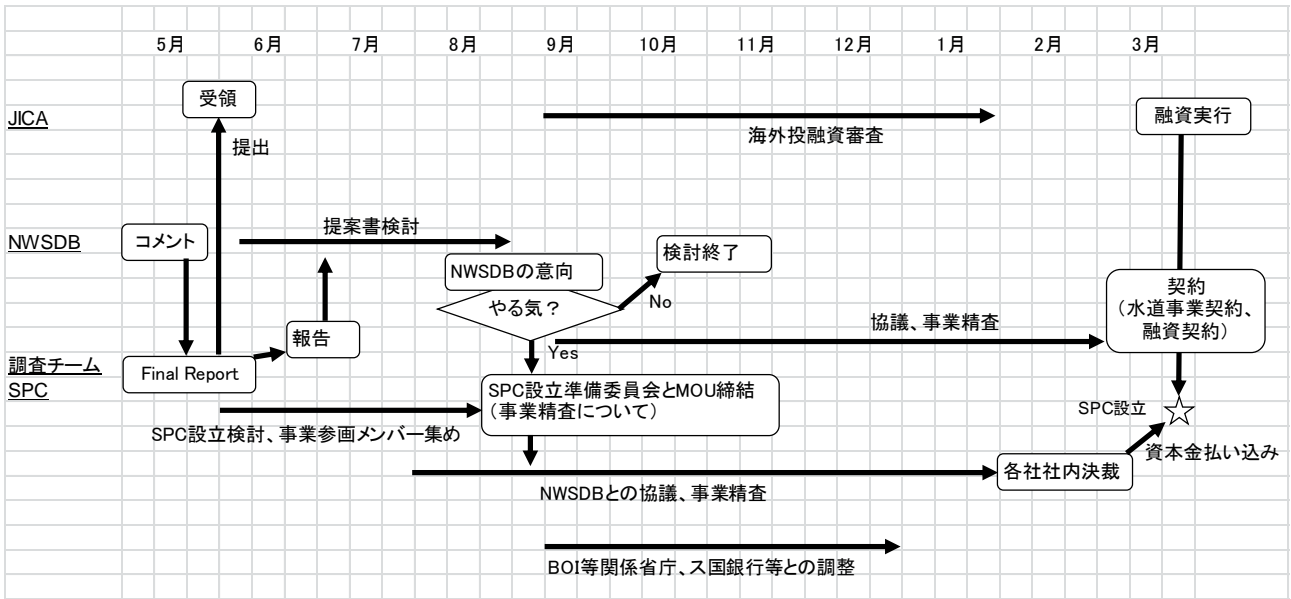 5月 6月 7月 8月 9月 10月 11月 12月 1月 2月 3月
受領
JICA
融資実行
海外投融資審査
提出
提案書検討
NWSDB
コメント
検討終了
NWSDBの意向
やる気？
No
契約
（水道事業契約、
融資契約）
協議、事業精査
報告
Yes
調査チーム
Final Report
SPC
SPC設立準備委員会とMOU締結
（事業精査について）
SPC設立
☆
SPC設立検討、事業参画メンバー集め
資本金払い込み
各社社内決裁
NWSDBとの協議、事業精査
BOI等関係省庁、ス国銀行等との調整